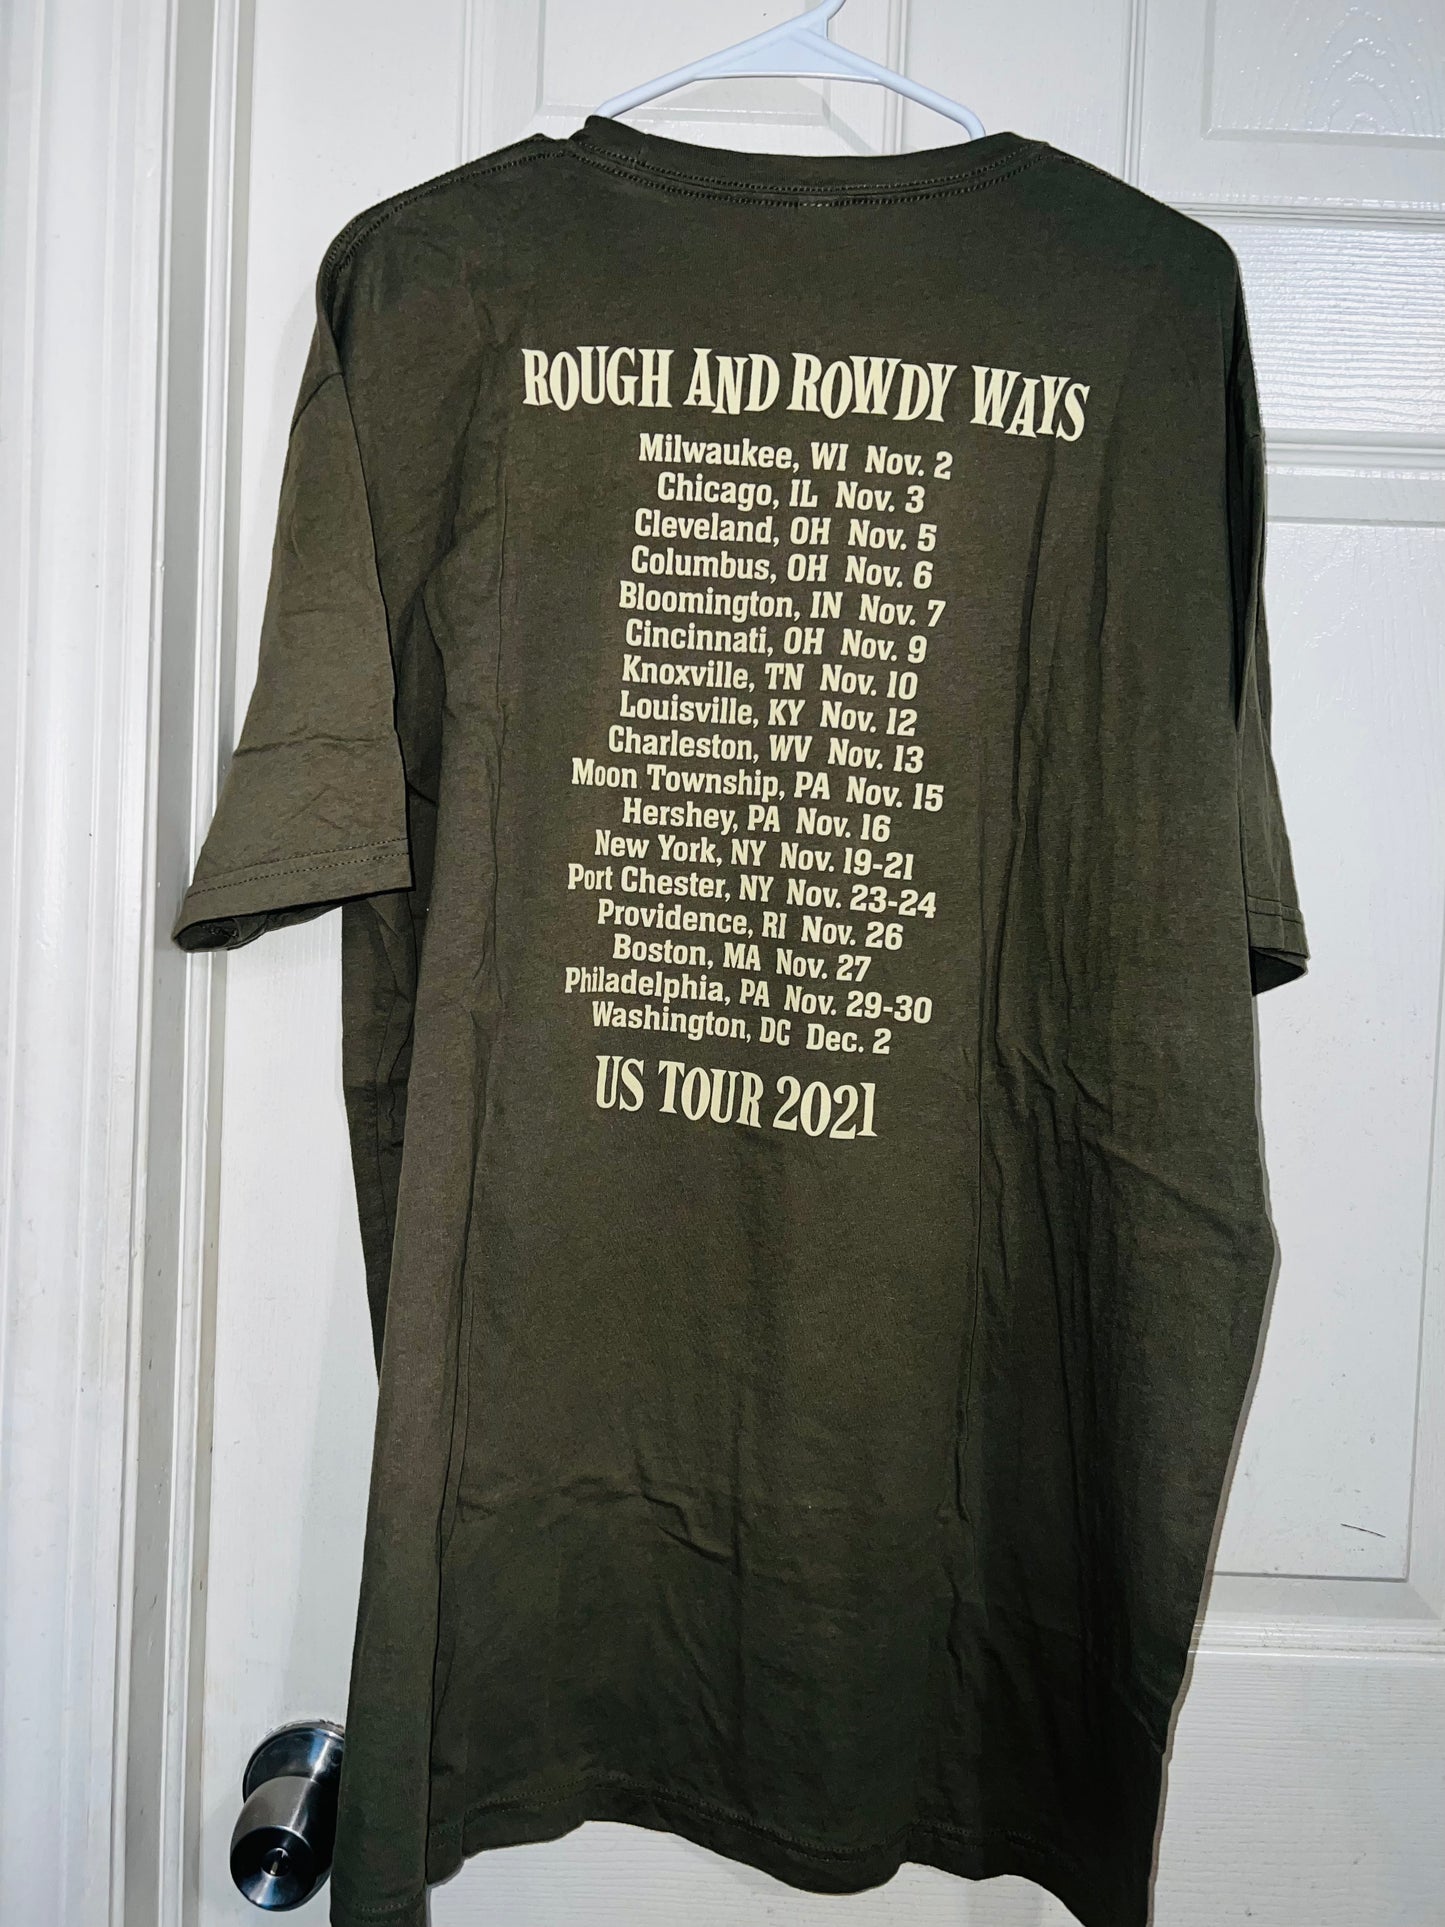 ROUGH AND ROWDY WAYS
Milwaukee, WI Nov. 2
Chicago, IL Nov. 3
Cleveland, OH Nov. 5
Columbus, OH Nov. 6
Bloomington, IN Nov. 7
Cincinnati, OH Nov. 9
Knoxville, TN Nov. 10
Louisville, KY Nov. 12
Charleston, WV Nov. 13
Moon Township, PA Nov. 15
Hershey, PA Nov. 16
New York, NY Nov. 19-21
Port Chester, NY Nov. 23-24
Providence, RI Nov. 26
Boston, MA Nov. 27
Philadelphia, PA Nov. 29-30
Washington, DC Dec. 2
US TOUR 2021